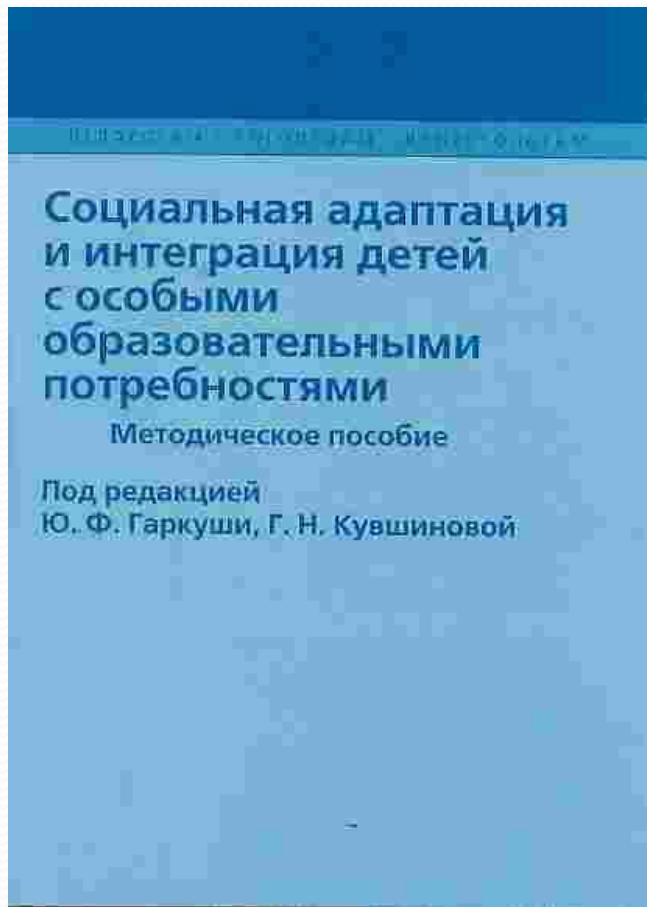 Социальная адаптация
и интеграция детей
с особыми
образовательными
потребностями
Методическое пособие
Под редакцией
Ю. Ф. Гаркуши, Г. Н. Кувшиновой